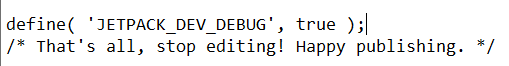 define( 'JETPACK_DEV_DEBUG', true );
/* That's all, stop editing! Happy publishing. */